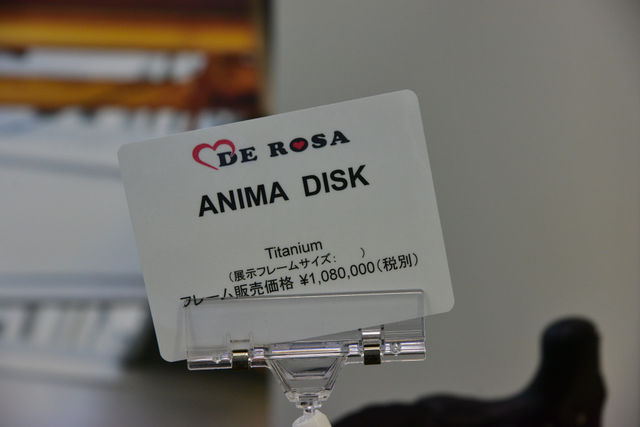 DE ROSA
ANIMA DISK
Titanium
(展示フレームサイズ: )
フレーム販売価格 ¥1,080,000(税別)